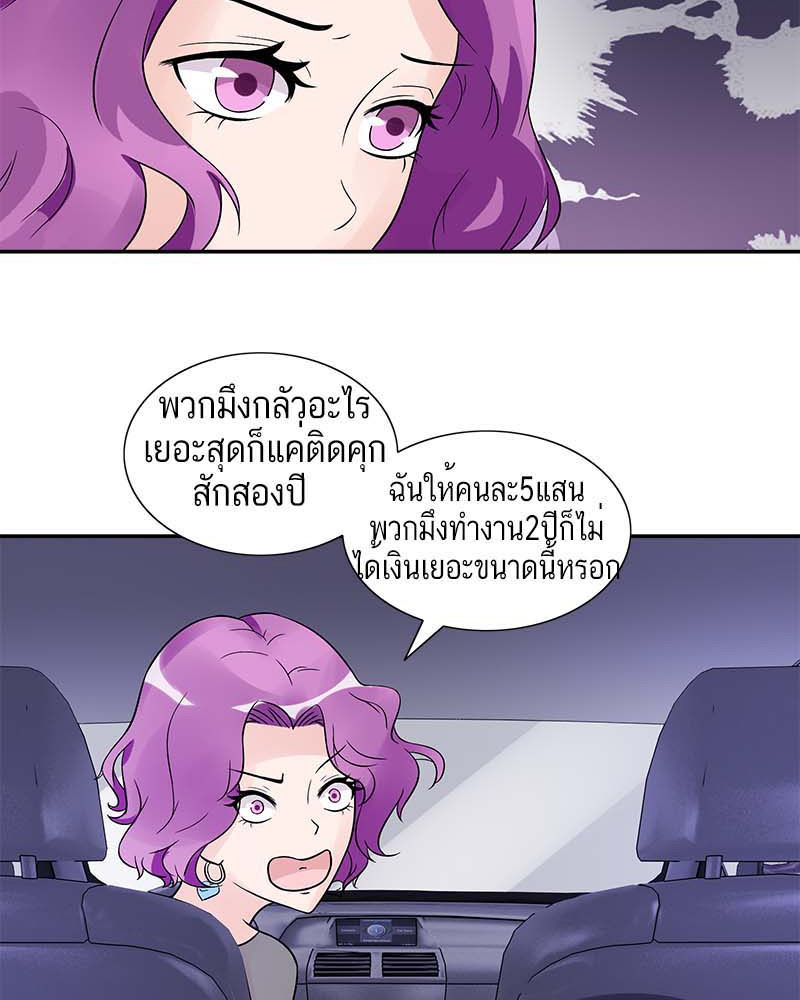 พวกมึงกลัวอะไร
เยอะสุดก็แค่ติดคุก
สักสองปี
ฉันให้คนละ5แสน
พวกมึงทำงาน2ปีก็ไม่
ได้เงินเยอะขนาดนี้หรอก